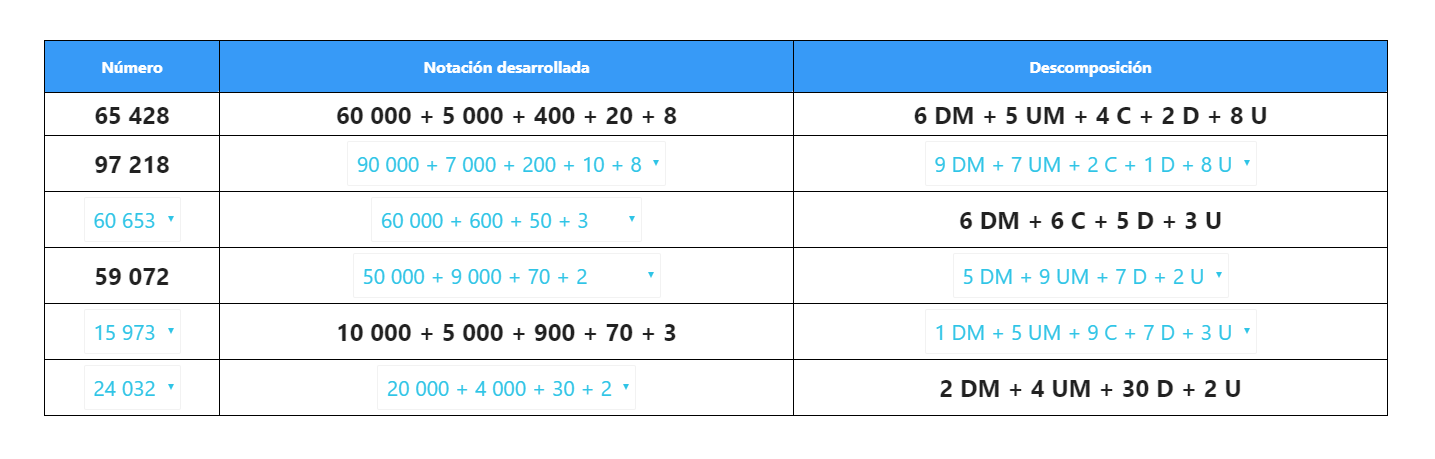 Número Notación desarrollada Descomposición
65 428 60 000 + 5 000 + 400 + 20 + 8 6 DM + 5 UM + 4 C + 2 D + 8 U
97 218 90 000 + 7 000 + 200 + 10 + 8 9 DM + 7 UM + 2 C + 1 D + 8 U
60 653 60 000 + 600 + 50 + 3 6 DM + 6 C + 5 D + 3 U
59 072 50 000 + 9 000 + 70 + 2 5 DM + 9 UM + 7 D + 2 U
15 973 10 000 + 5 000 + 900 + 70 + 3 1 DM + 5 UM + 9 C + 7 D + 3 U
24 032 20 000 + 4 000 + 30 + 2 2 DM + 4 UM + 30 D + 2 U